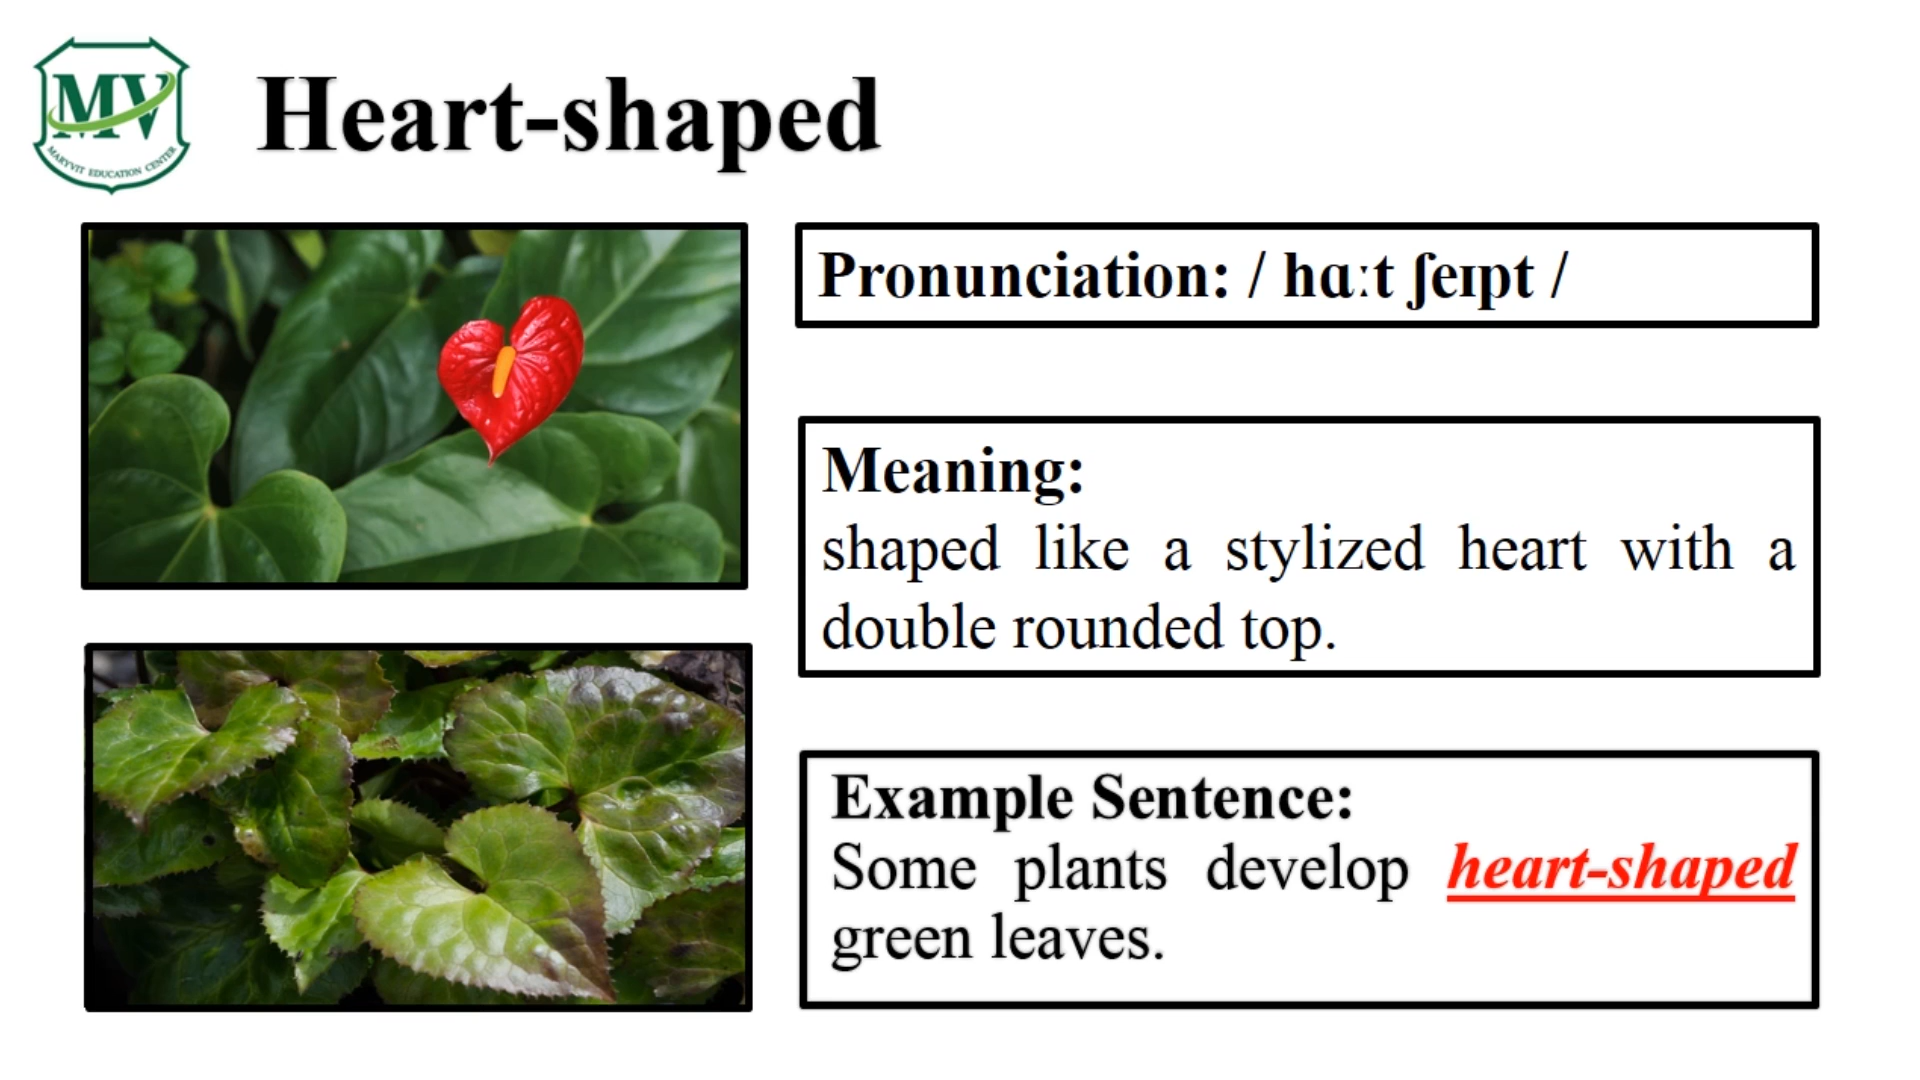 MV
MARYVIT EDUCATION CENTER
Heart-shaped
Pronunciation: / hɑːt ʃeɪpt /
Meaning:
shaped like a stylized heart with a
double rounded top.
Example Sentence:
Some plants develop heart-shaped
green leaves.